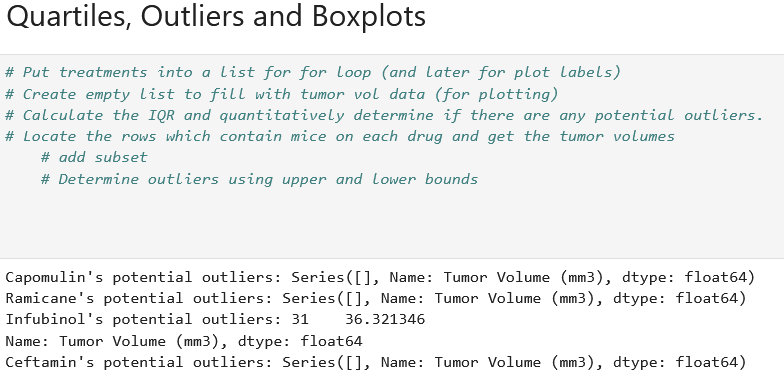 Quartiles, Outliers and Boxplots
# Put treatments into a list for for loop (and later for plot labels)
# Create empty list to fill with tumor vol data (for plotting)
# Calculate the IQR and quantitatively determine if there are any potential outliers.
# Locate the rows which contain mice on each drug and get the tumor volumes
    # add subset
    # Determine outliers using upper and lower bounds
Capomulin's potential outliers: Series([], Name: Tumor Volume (mm3), dtype: float64)
Ramicane's potential outliers: Series([], Name: Tumor Volume (mm3), dtype: float64)
Infubinol's potential outliers: 31    36.321346
Name: Tumor Volume (mm3), dtype: float64
Ceftamin's potential outliers: Series([], Name: Tumor Volume (mm3), dtype: float64)